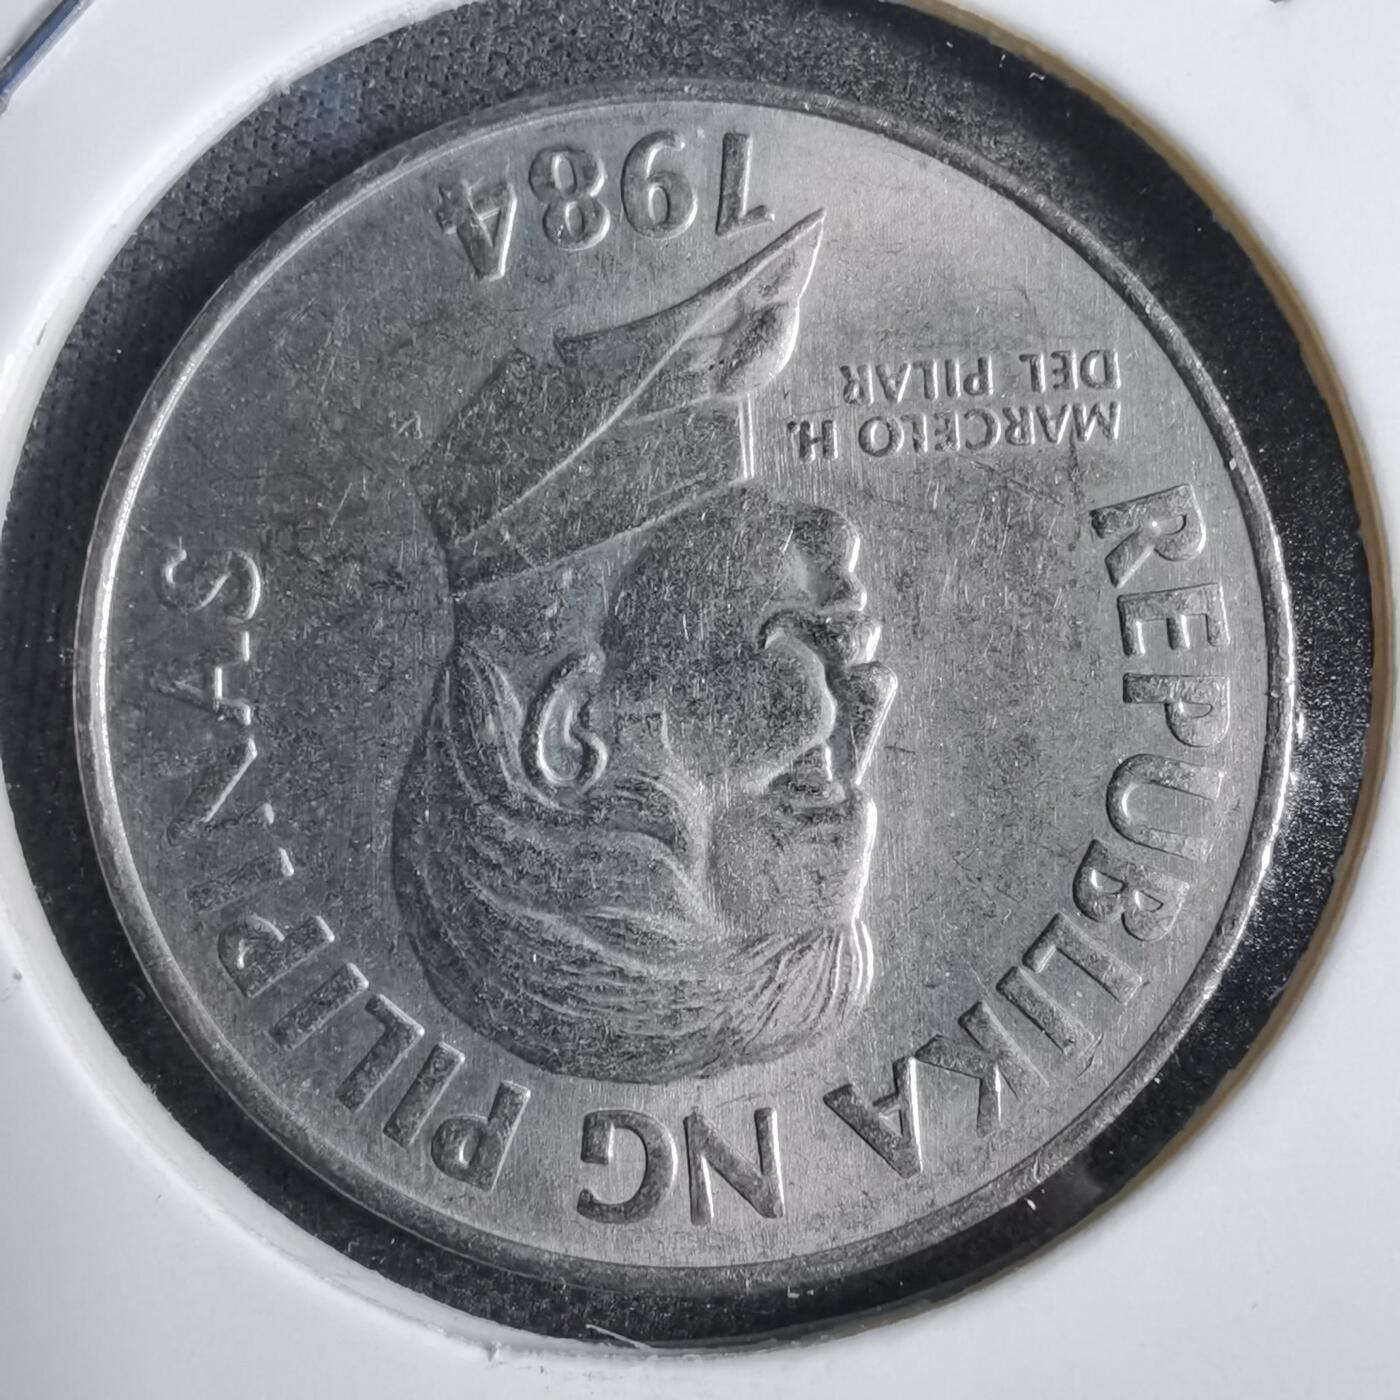 REPUBLIKA NG PILIPINAS
MARCELO H.
DEL PILAR
1984